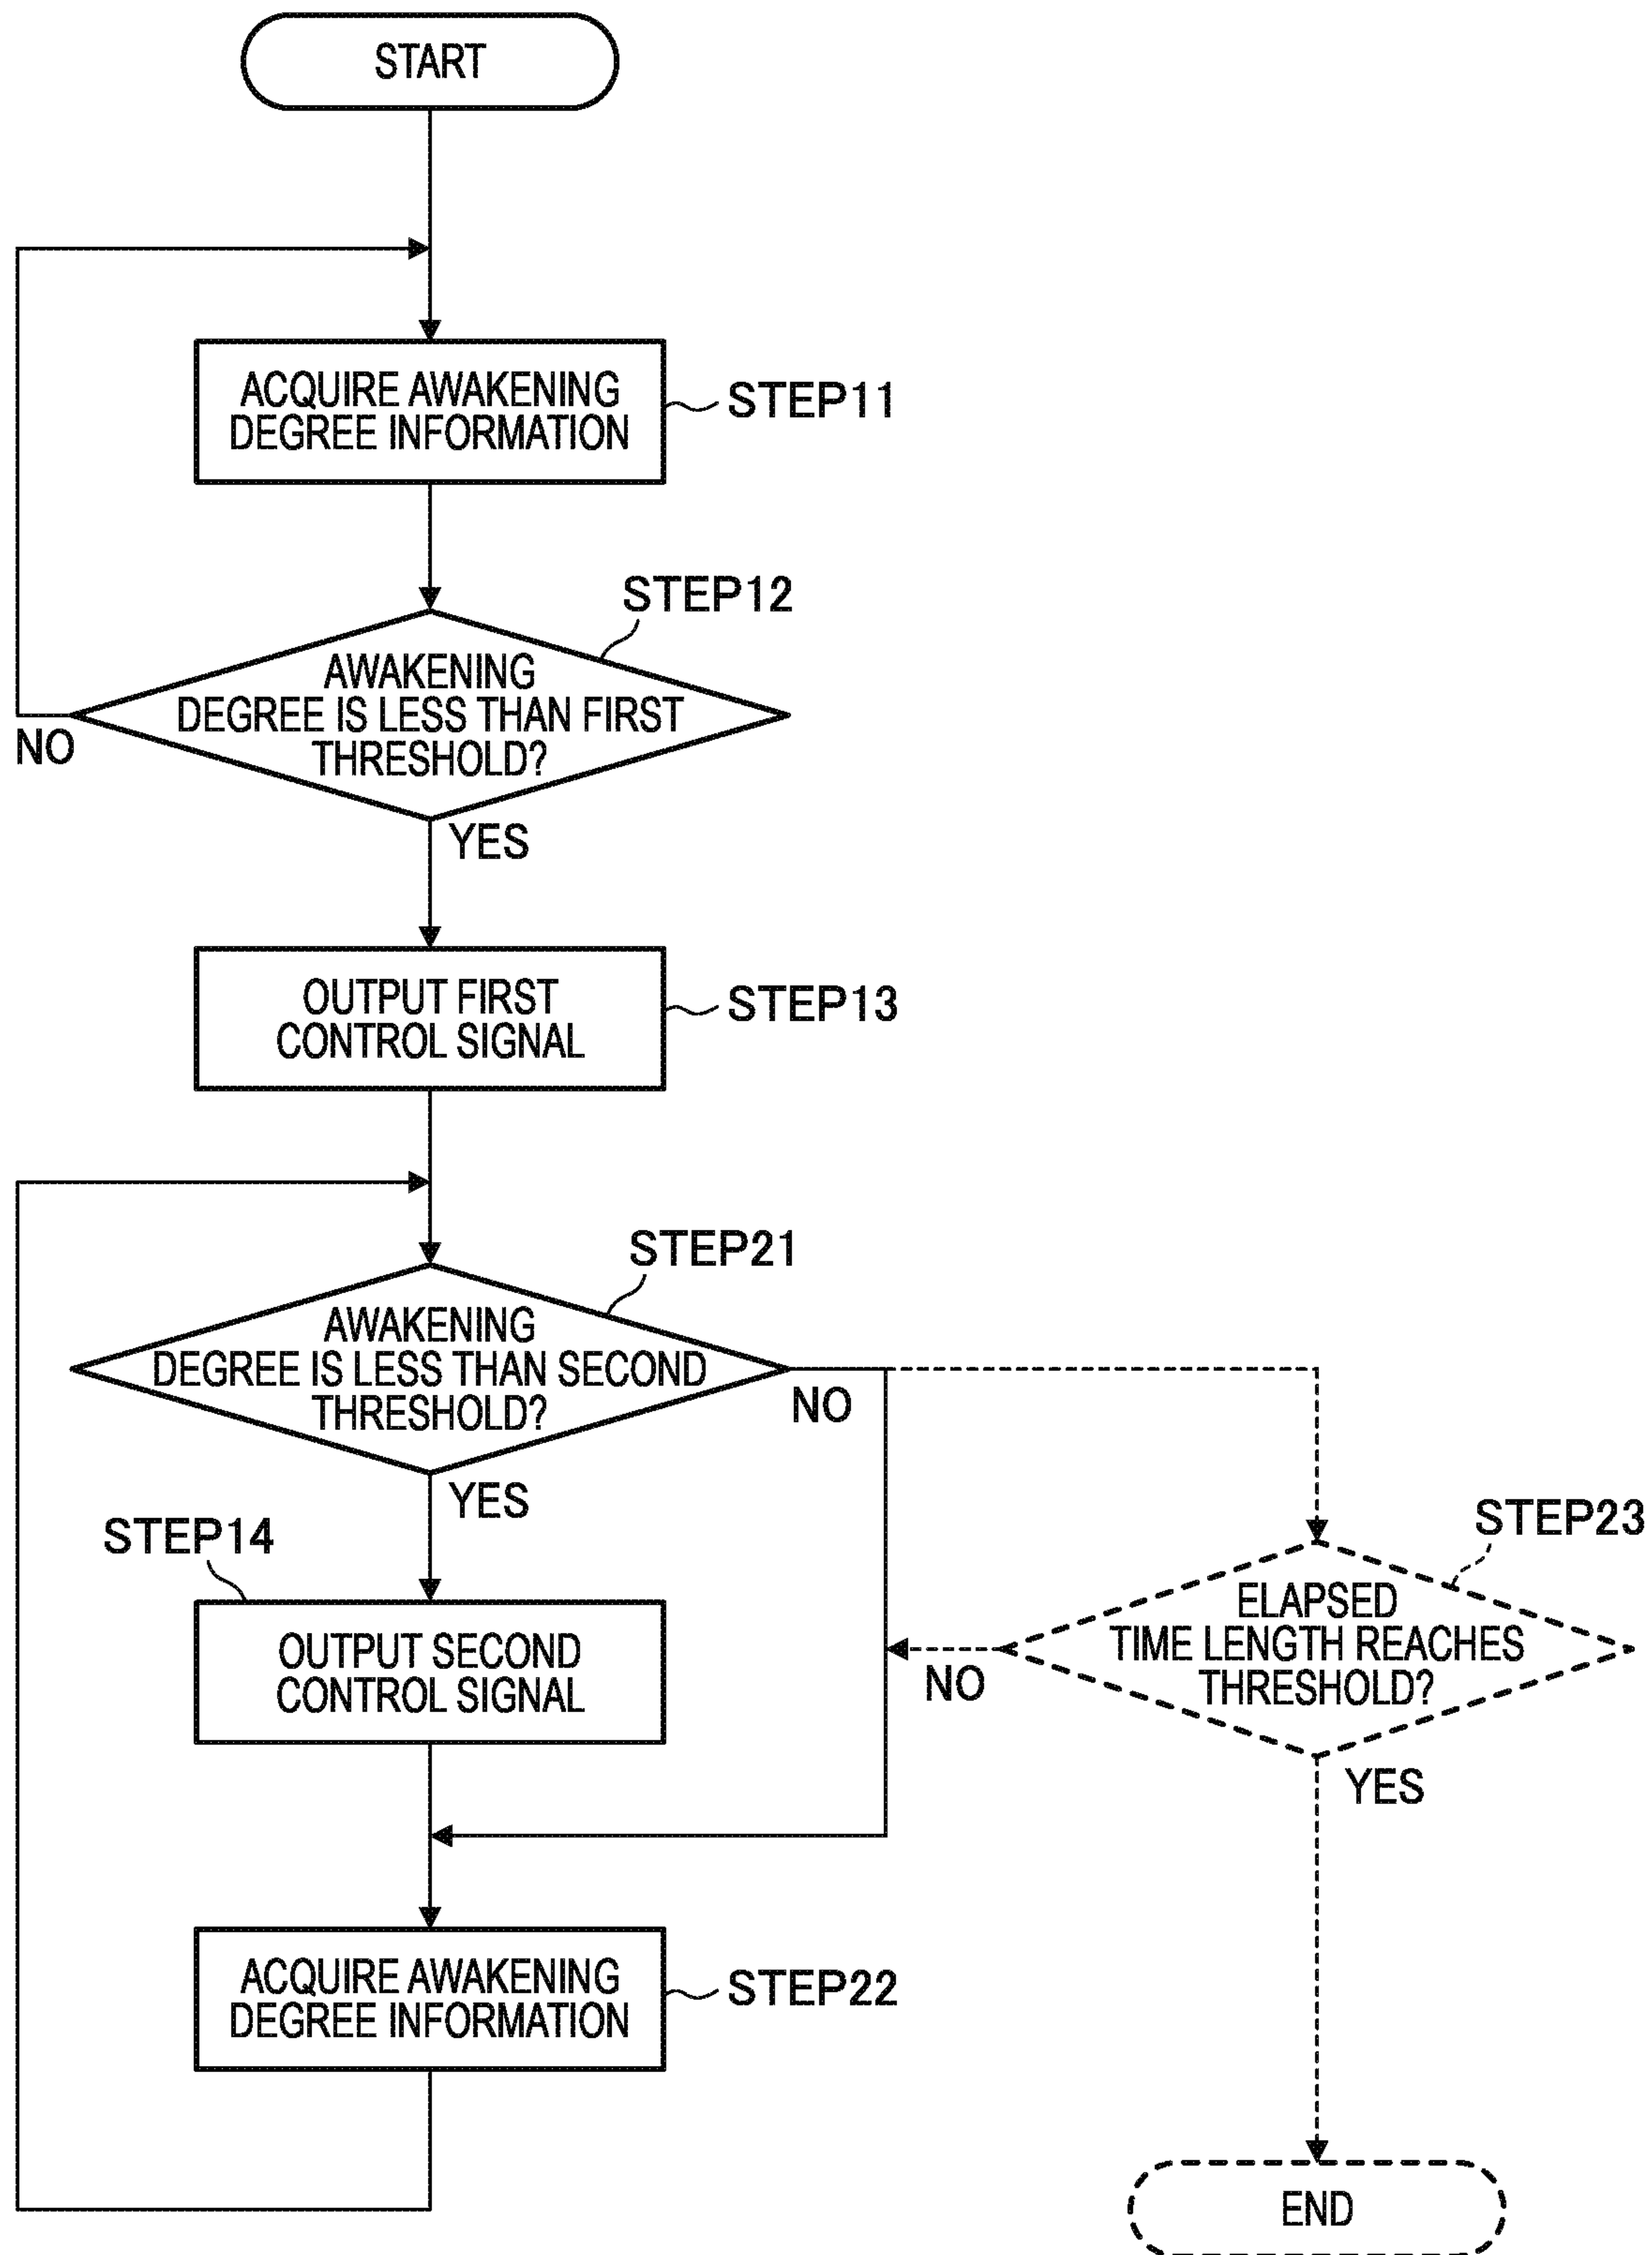 START
ACQUIRE AWAKENING
DEGREE INFORMATION
STEP11
STEP12
AWAKENING
DEGREE IS LESS THAN FIRST
THRESHOLD?
NO
YES
OUTPUT FIRST
CONTROL SIGNAL
STEP13
STEP21
AWAKENING
DEGREE IS LESS THAN SECOND
THRESHOLD?
NO
YES
STEP14
OUTPUT SECOND
CONTROL SIGNAL
STEP23
ELAPSED
TIME LENGTH REACHES
THRESHOLD?
NO
YES
ACQUIRE AWAKENING
DEGREE INFORMATION
STEP22
END